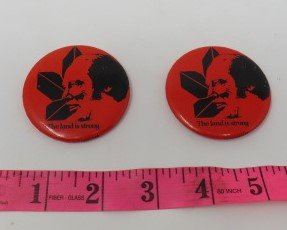 The land is strong
The land is strong
1 FIBER-GLASS 2 3 4 60 INCH 5